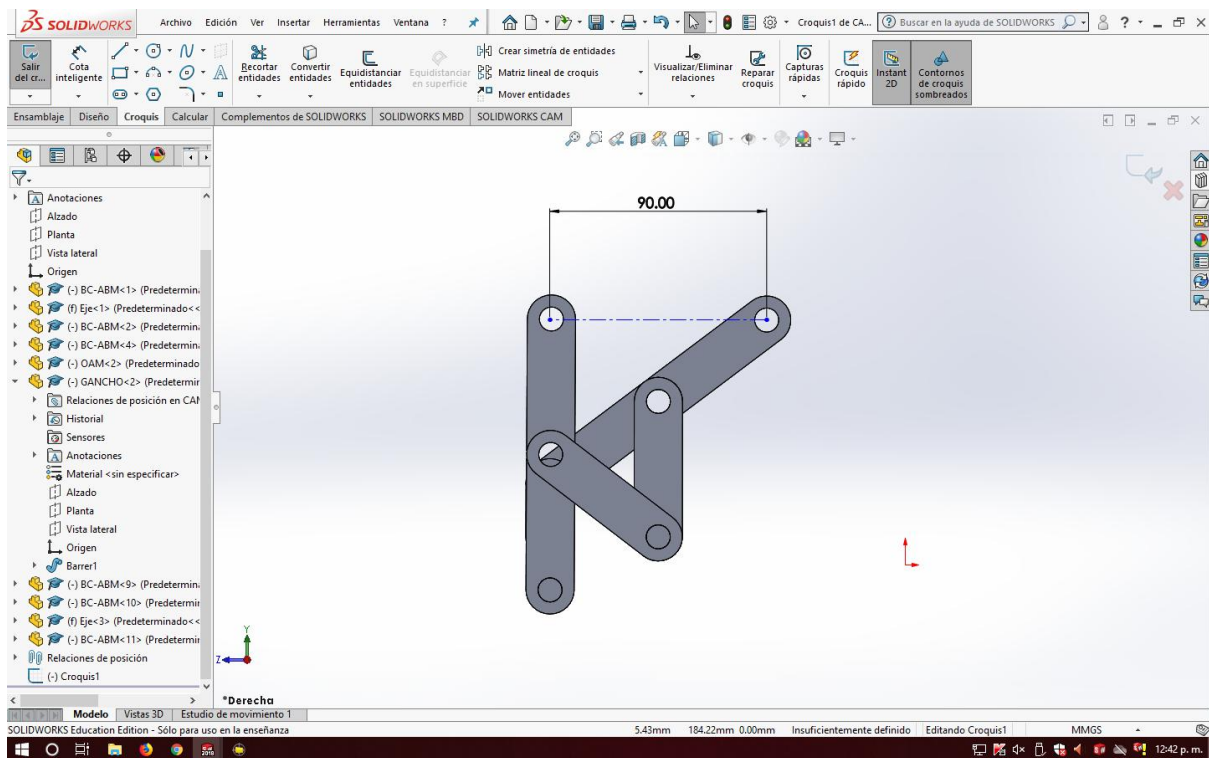 SOLIDWORKS Archivo Edición Ver Insertar Herramientas Ventana ? Croquis1 de CA... Buscar en la ayuda de SOLIDWORKS ?
Salir del cr...
Cota inteligente
Recortar entidades
Convertir entidades
Equidistanciar entidades
Equidistanciar en superficie
Crear simetría de entidades
Matriz lineal de croquis
Mover entidades
Visualizar/Eliminar relaciones
Reparar croquis
Capturas rápidas
Croquis rápido
Instant 2D
Contornos de croquis sombreados
Ensamblaje Diseño Croquis Calcular Complementos de SOLIDWORKS SOLIDWORKS MBD SOLIDWORKS CAM
Anotaciones
Alzado
Planta
Vista lateral
Origen
(-) BC-ABM<1> (Predetermin
(f) Eje<1> (Predeterminado<<
(-) BC-ABM<2> (Predetermin
(-) BC-ABM<4> (Predetermin
(-) OAM<2> (Predeterminado
(-) GANCHO<2> (Predetermir
Relaciones de posición en CAM
Historial
Sensores
Anotaciones
Material <sin especificar>
Alzado
Planta
Vista lateral
Origen
Barrer1
(-) BC-ABM<9> (Predetermin
(-) BC-ABM<10> (Predetermin
(f) Eje<3> (Predeterminado<<
(-) BC-ABM<11> (Predetermin
Relaciones de posición
(-) Croquis1
90.00
Y
Z
*Derecha
Modelo Vistas 3D Estudio de movimiento 1
SOLIDWORKS Education Edition - Sólo para uso en la enseñanza 5.43mm 184.22mm 0.00mm Insuficientemente definido Editando Croquis1 MMGS
12:42 p. m.